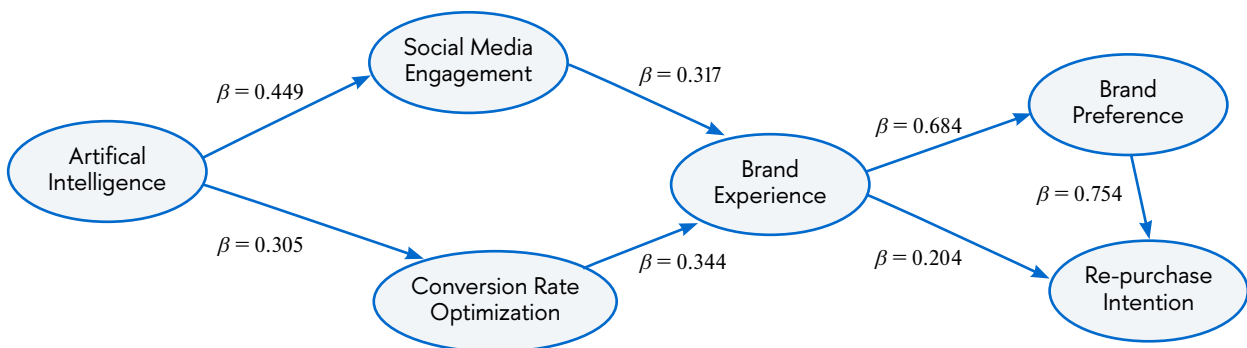 Social Media
Engagement
β = 0.449
β = 0.317
Artifical
Intelligence
β = 0.305
Conversion Rate
Optimization
β = 0.344
Brand
Experience
β = 0.684
β = 0.204
Brand
Preference
β = 0.754
Re-purchase
Intention